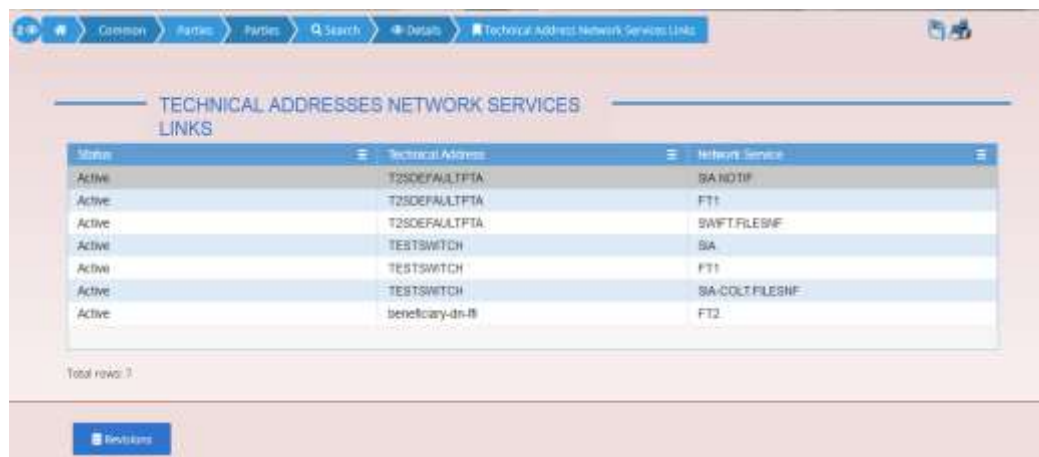 Common Parties Parties Search Details Technical Address Network Services Links
TECHNICAL ADDRESSES NETWORK SERVICES
LINKS
Status Technical Address Network Service
Active T2SDEFAULTPTA SIA.NOTIF
Active T2SDEFAULTPTA FT1
Active T2SDEFAULTPTA SWIFT.FILESNF
Active TESTSWITCH SIA
Active TESTSWITCH FT1
Active TESTSWITCH SIA-COLT.FILESNF
Active beneficiary-dn-fil FT2
Total rows: 7
Revisions